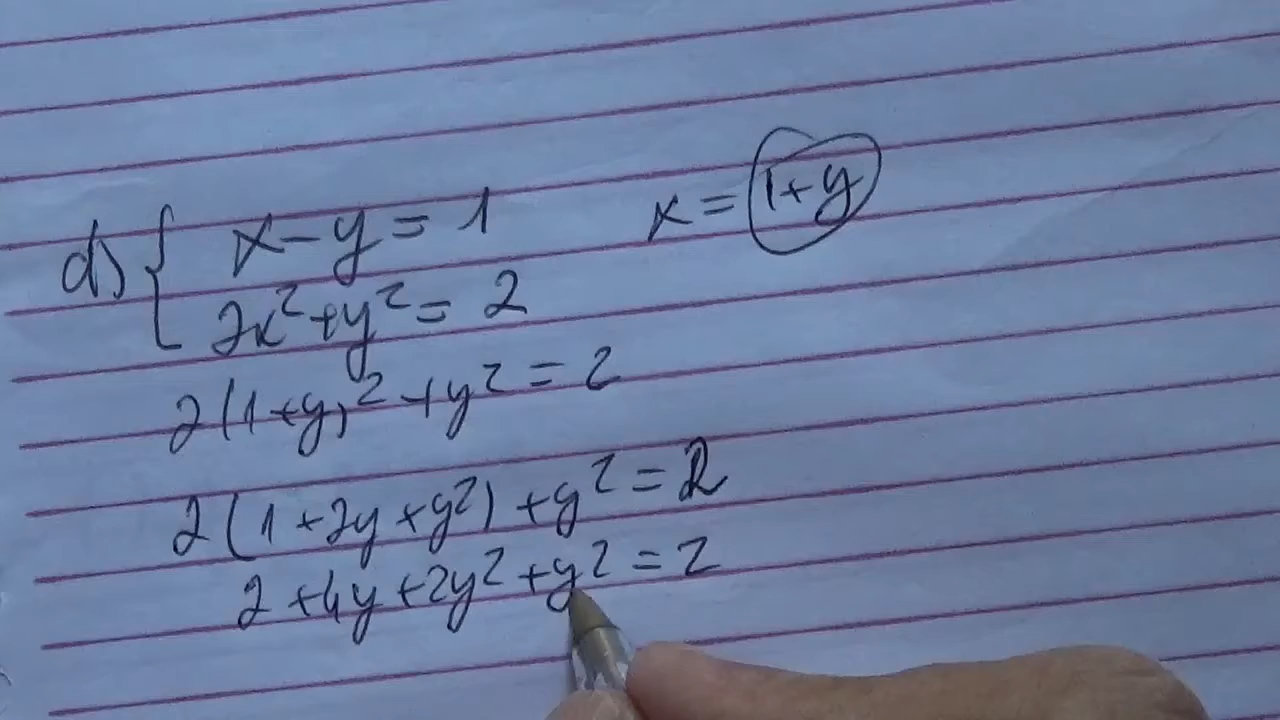 d) { x - y = 1 x = 1 + y
2x² + y² = 2
2(1+y)² + y² = 2
2(1 + 2y + y²) + y² = 2
2 + 4y + 2y² + y² = 2